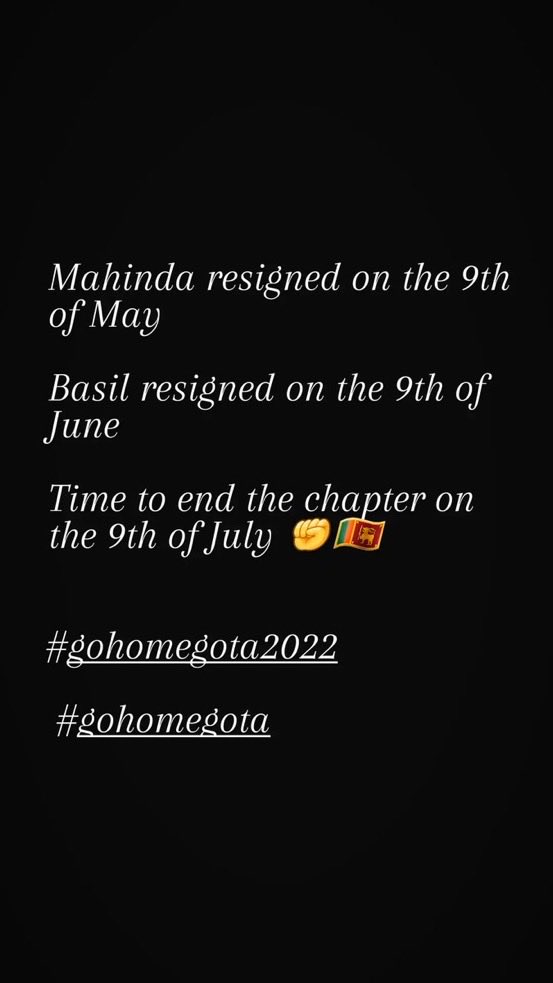 Mahinda resigned on the 9th
of May
Basil resigned on the 9th of
June
Time to end the chapter on
the 9th of July ✊🇱🇰
#gohomegota2022
#gohomegota